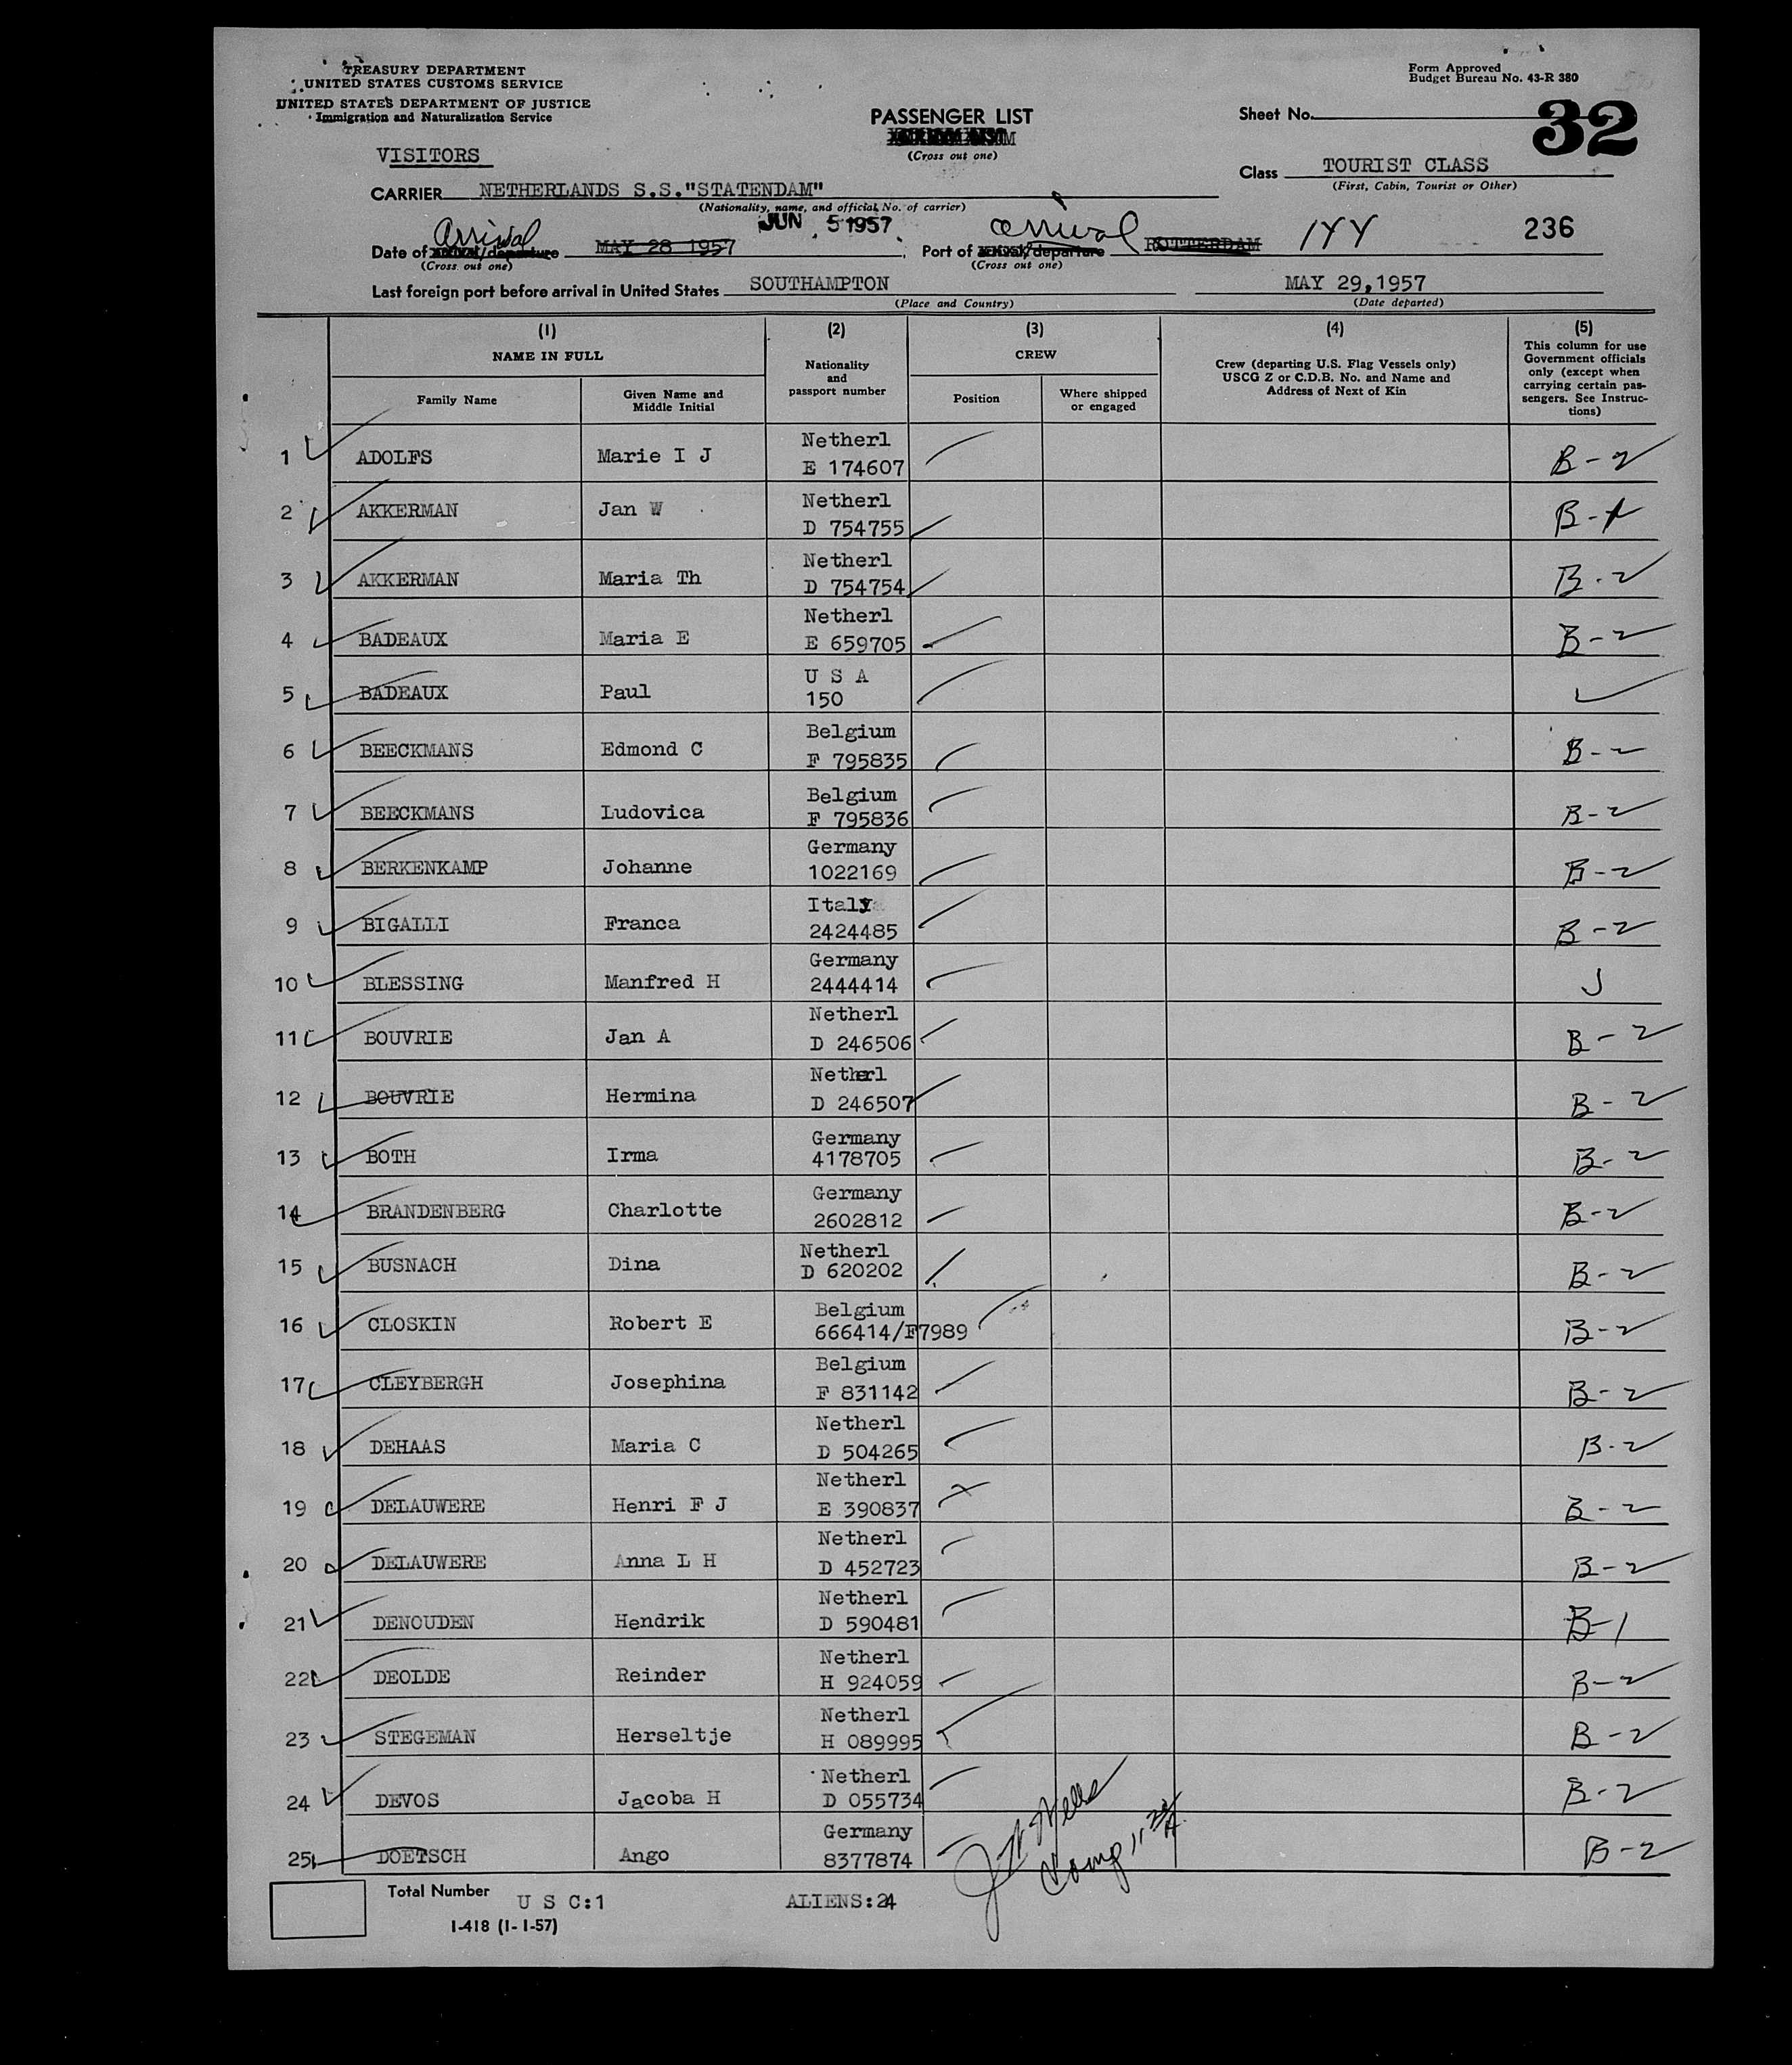 TREASURY DEPARTMENT
UNITED STATES CUSTOMS SERVICE
UNITED STATES DEPARTMENT OF JUSTICE
Immigration and Naturalization Service
Form Approved
Budget Bureau No. 43-R 380
PASSENGER LIST
(Cross out one)
Sheet No. 32
VISITORS
Class TOURIST CLASS
(First, Cabin, Tourist or Other)
CARRIER NETHERLANDS S.S."STATENDAM"
(Nationality, name, and official No. of carrier)
arrival JUN 5 1957 arrival
Date of arrival/departure MAY 28 1957 Port of arrival/departure ROTTERDAM 236
(Cross out one) (Cross out one)
Last foreign port before arrival in United States SOUTHAMPTON MAY 29,1957
(Place and Country) (Date departed)
(1) (2) (3) (4) (5)
NAME IN FULL
Family Name
Given Name and Middle Initial
Nationality and passport number
CREW
Position
Where shipped or engaged
Crew (departing U.S. Flag Vessels only) USCG Z or C.D.B. No. and Name and Address of Next of Kin
This column for use Government officials only (except when carrying certain passengers. See Instructions)
1 ADOLFS Marie I J Netherl E 174607 B-2
2 AKKERMAN Jan W Netherl D 754755 B-1
3 AKKERMAN Maria Th Netherl D 754754 B-2
4 BADEAUX Maria E Netherl E 659705 B-2
5 BADEAUX Paul U S A 150
6 BEECKMANS Edmond C Belgium F 795835 B-2
7 BEECKMANS Ludovica Belgium F 795836 B-2
8 BERKENKAMP Johanne Germany 1022169 B-2
9 BIGALLI Franca Italy 2424485 B-2
10 BLESSING Manfred H Germany 2444414
11 BOUVRIE Jan A Netherl D 246506 B-2
12 BOUVRIE Hermina Netherl D 246507 B-2
13 BOTH Irma Germany 4178705 B-2
14 BRANDENBERG Charlotte Germany 2602812 B-2
15 BUSNACH Dina Netherl D 620202 B-2
16 CLOSKIN Robert E Belgium 666414/F7989 B-2
17 CLEYBERGH Josephina Belgium F 831142 B-2
18 DEHAAS Maria C Netherl D 504265 B-2
19 DELAUWERE Henri F J Netherl E 390837 B-2
20 DELAUWERE Anna L H Netherl D 452723 B-2
21 DENOUDEN Hendrik Netherl D 590481 B-1
22 DEOLDE Reinder Netherl H 924059 B-2
23 STEGEMAN Herseltje Netherl H 089995 B-2
24 DEVOS Jacoba H Netherl D 055734 B-2
25 DOETSCH Ango Germany 8377874 B-2
Total Number U S C:1 ALIENS:24
I-418 (1-1-57)